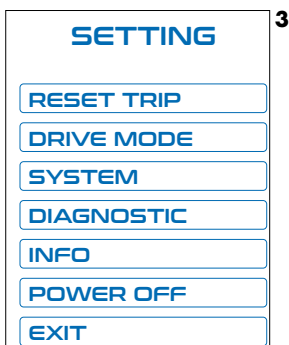 SETTING
3
RESET TRIP
DRIVE MODE
SYSTEM
DIAGNOSTIC
INFO
POWER OFF
EXIT